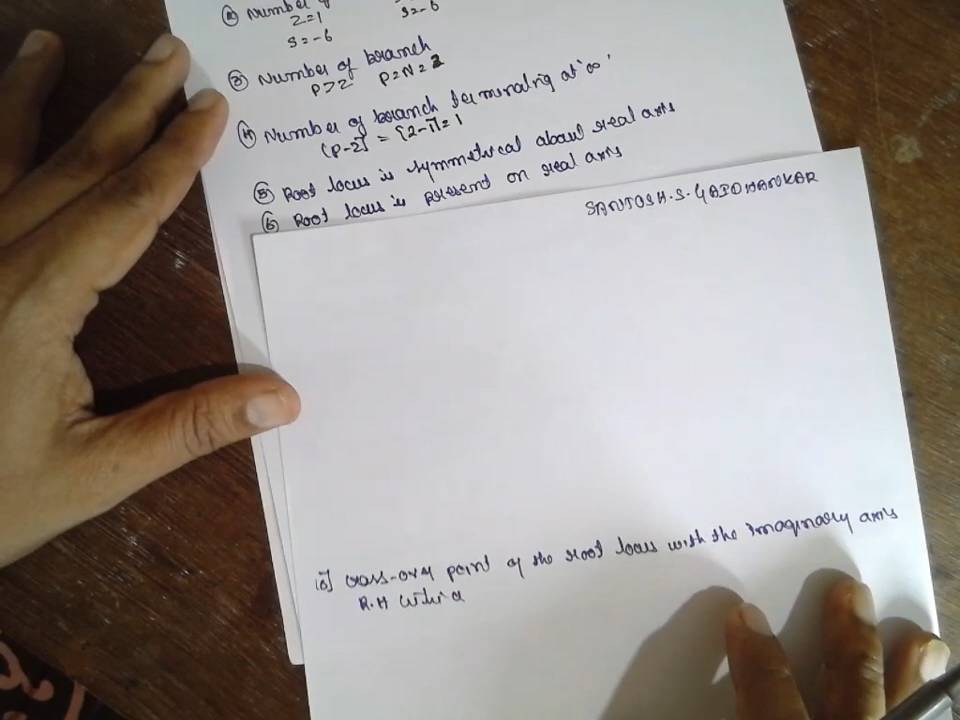 ② Number of
Z=1
S=-6
S=-6
③ Number of branch
P>Z P=N=2
④ Number of branch terminating at '∞'
(P-Z] = [2-1]=1
⑤ Root locus is symmetrical about real axis
⑥ Root locus is present on real axis
SANTOSH.S.GAIDHANKAR
10] cross-over point of the root locus with the Imaginary axis
R.H criteria